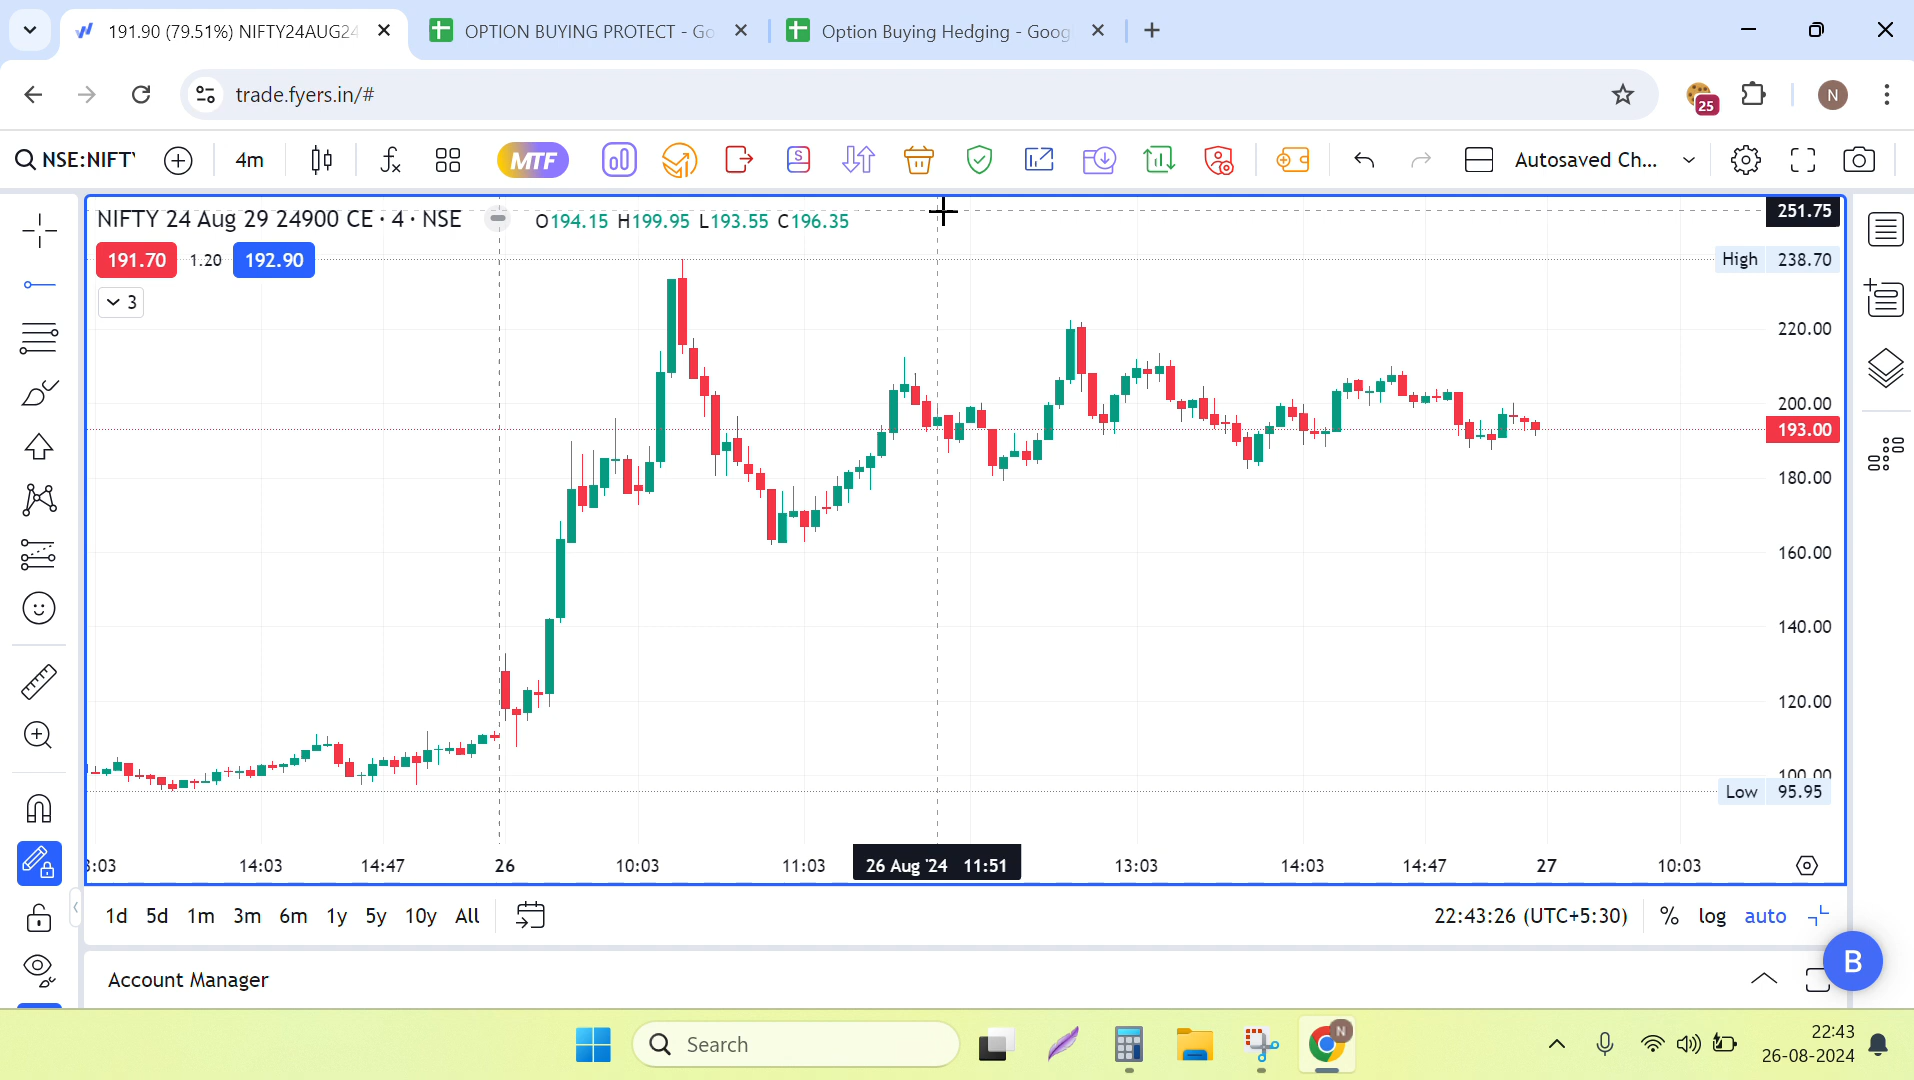 191.90 (79.51%) NIFTY24AUG24
OPTION BUYING PROTECT - Go
Option Buying Hedging - Goog
trade.fyers.in/#
25
N
NSE:NIFTY
4m
MTF
S
Autosaved Ch...
NIFTY 24 Aug 29 24900 CE · 4 · NSE
O194.15 H199.95 L193.55 C196.35
251.75
191.70 1.20 192.90
High 238.70
3
220.00
200.00
193.00
180.00
160.00
140.00
120.00
100.00
Low 95.95
3:03 14:03 14:47 26 10:03 11:03 26 Aug '24 11:51 13:03 14:03 14:47 27 10:03
1d 5d 1m 3m 6m 1y 5y 10y All
22:43:26 (UTC+5:30) % log auto
B
Account Manager
Search
N
22:43
26-08-2024